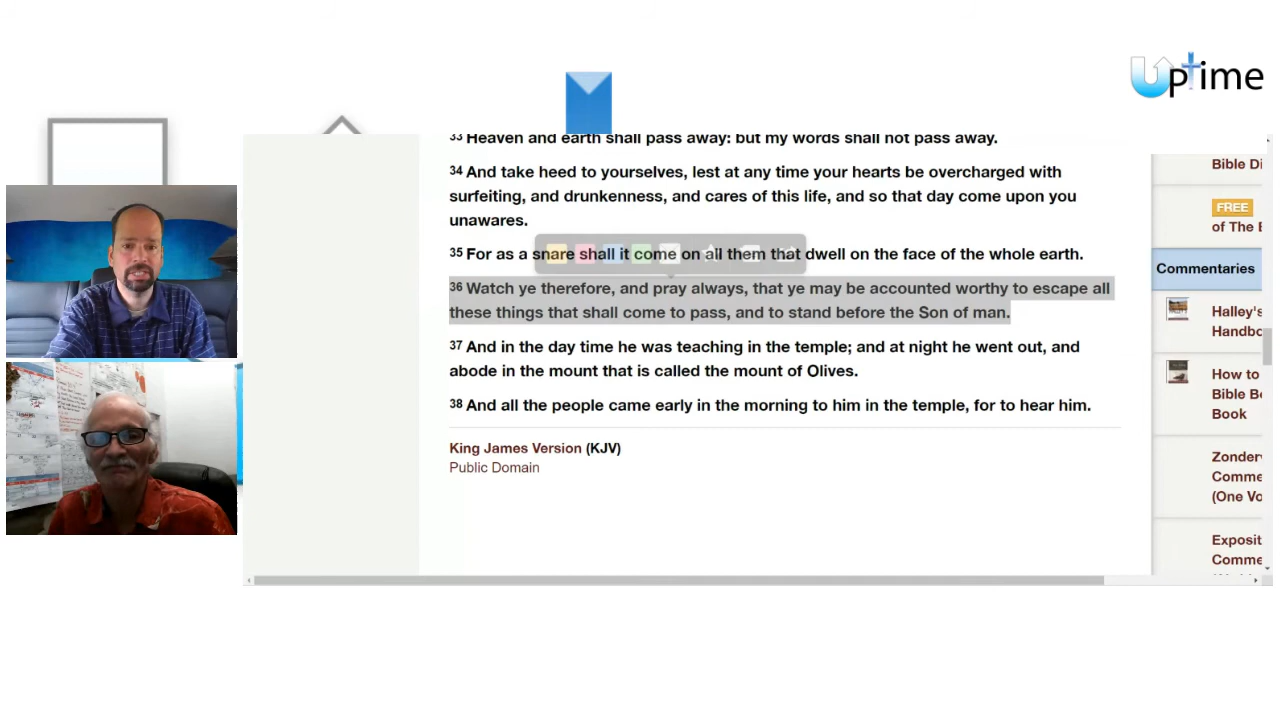 Uptime
33 Heaven and earth shall pass away: but my words shall not pass away.
34 And take heed to yourselves, lest at any time your hearts be overcharged with
surfeiting, and drunkenness, and cares of this life, and so that day come upon you
unawares.
35 For as a snare shall it come on all them that dwell on the face of the whole earth.
36 Watch ye therefore, and pray always, that ye may be accounted worthy to escape all
these things that shall come to pass, and to stand before the Son of man.
37 And in the day time he was teaching in the temple; and at night he went out, and
abode in the mount that is called the mount of Olives.
38 And all the people came early in the morning to him in the temple, for to hear him.
King James Version (KJV)
Public Domain
Bible Di
FREE
of The E
Commentaries
Halley's
Handbo
How to
Bible Bo
Book
Zonderv
Comme
(One Vo
Exposit
Comme